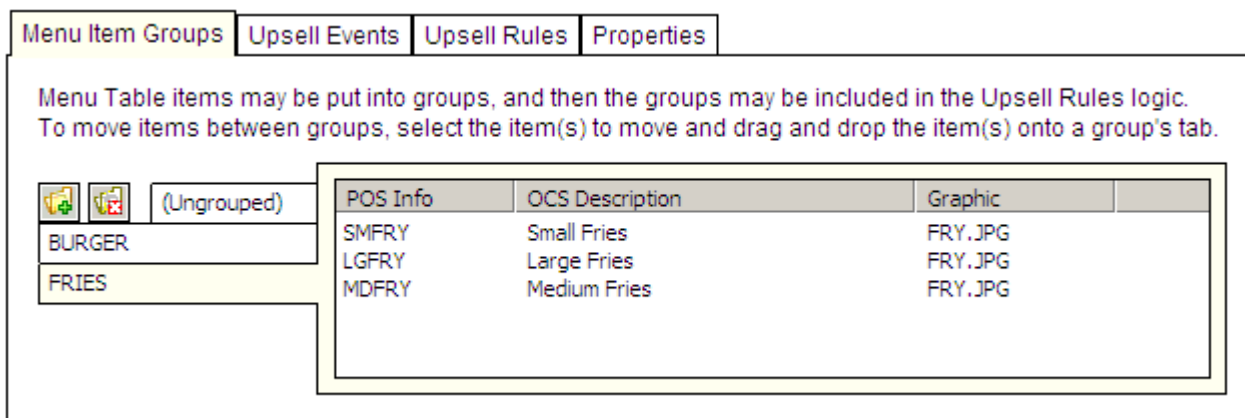 Menu Item Groups Upsell Events Upsell Rules Properties
Menu Table items may be put into groups, and then the groups may be included in the Upsell Rules logic.
To move items between groups, select the item(s) to move and drag and drop the item(s) onto a group's tab.
(Ungrouped)
BURGER
FRIES
POS Info OCS Description Graphic
SMFRY Small Fries FRY.JPG
LGFRY Large Fries FRY.JPG
MDFRY Medium Fries FRY.JPG